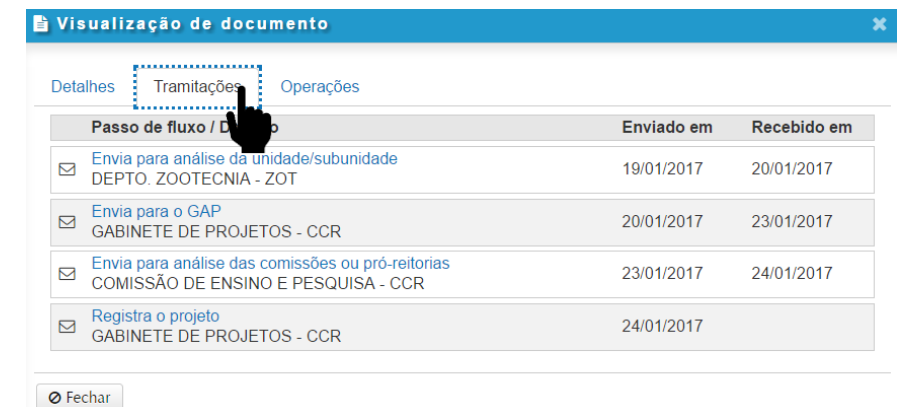 Visualização de documento
Detalhes Tramitações Operações
Passo de fluxo / Enviado em Recebido em
Envia para análise da unidade/subunidade
DEPTO. ZOOTECNIA - ZOT 19/01/2017 20/01/2017
Envia para o GAP
GABINETE DE PROJETOS - CCR 20/01/2017 23/01/2017
Envia para análise das comissões ou pró-reitorias
COMISSÃO DE ENSINO E PESQUISA - CCR 23/01/2017 24/01/2017
Registra o projeto
GABINETE DE PROJETOS - CCR 24/01/2017
Fechar